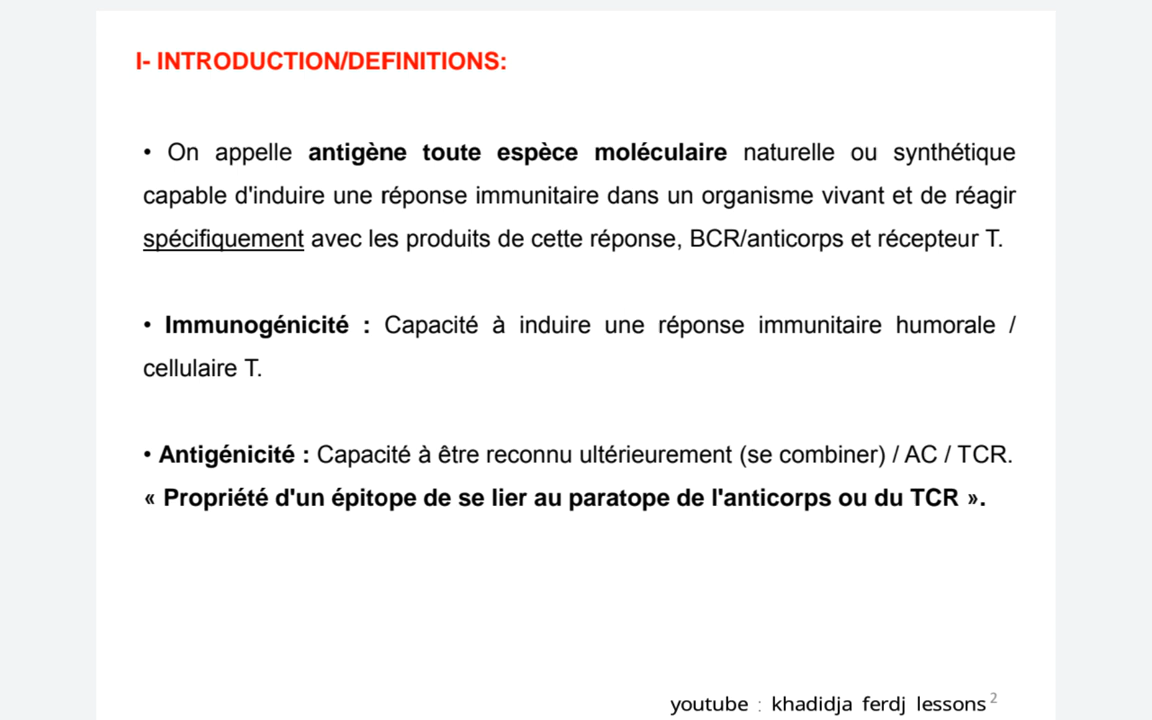 I- INTRODUCTION/DEFINITIONS:
• On appelle antigène toute espèce moléculaire naturelle ou synthétique
capable d'induire une réponse immunitaire dans un organisme vivant et de réagir
spécifiquement avec les produits de cette réponse, BCR/anticorps et récepteur T.
• Immunogénicité : Capacité à induire une réponse immunitaire humorale /
cellulaire T.
• Antigénicité : Capacité à être reconnu ultérieurement (se combiner) / AC / TCR.
« Propriété d'un épitope de se lier au paratope de l'anticorps ou du TCR ».
youtube : khadidja ferdj lessons 2